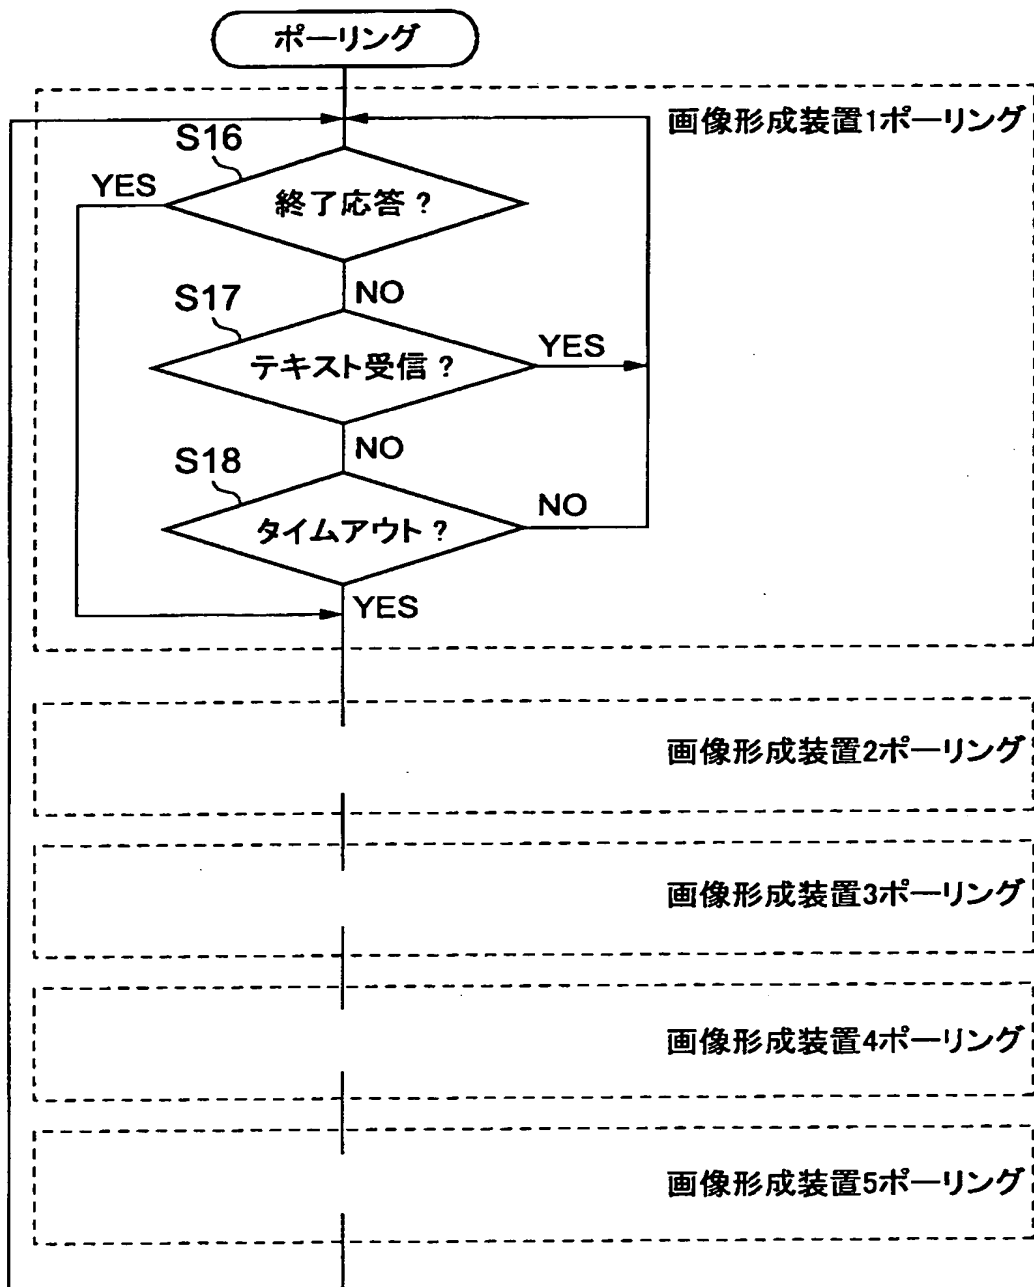 ポーリング
画像形成装置1ポーリング
S16
YES
終了応答？
NO
S17
YES
テキスト受信？
NO
S18
NO
タイムアウト？
YES
画像形成装置2ポーリング
画像形成装置3ポーリング
画像形成装置4ポーリング
画像形成装置5ポーリング